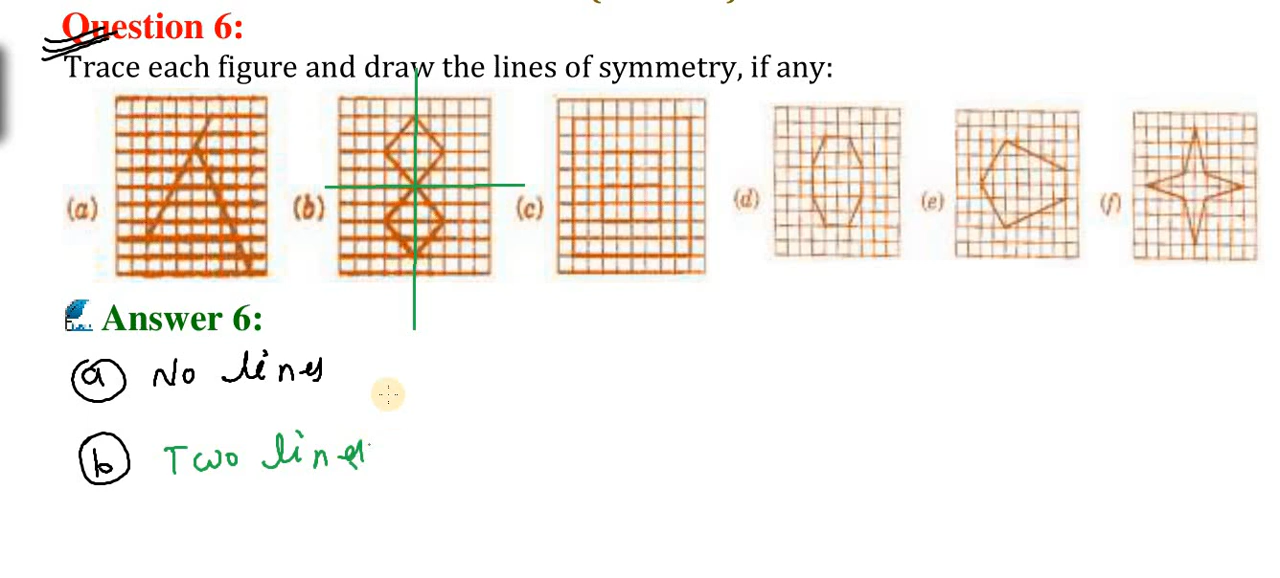 Question 6:
Trace each figure and draw the lines of symmetry, if any:
(a) (b) (c) (d) (e) (f)
Answer 6:
(a) No lines
(b) Two lines